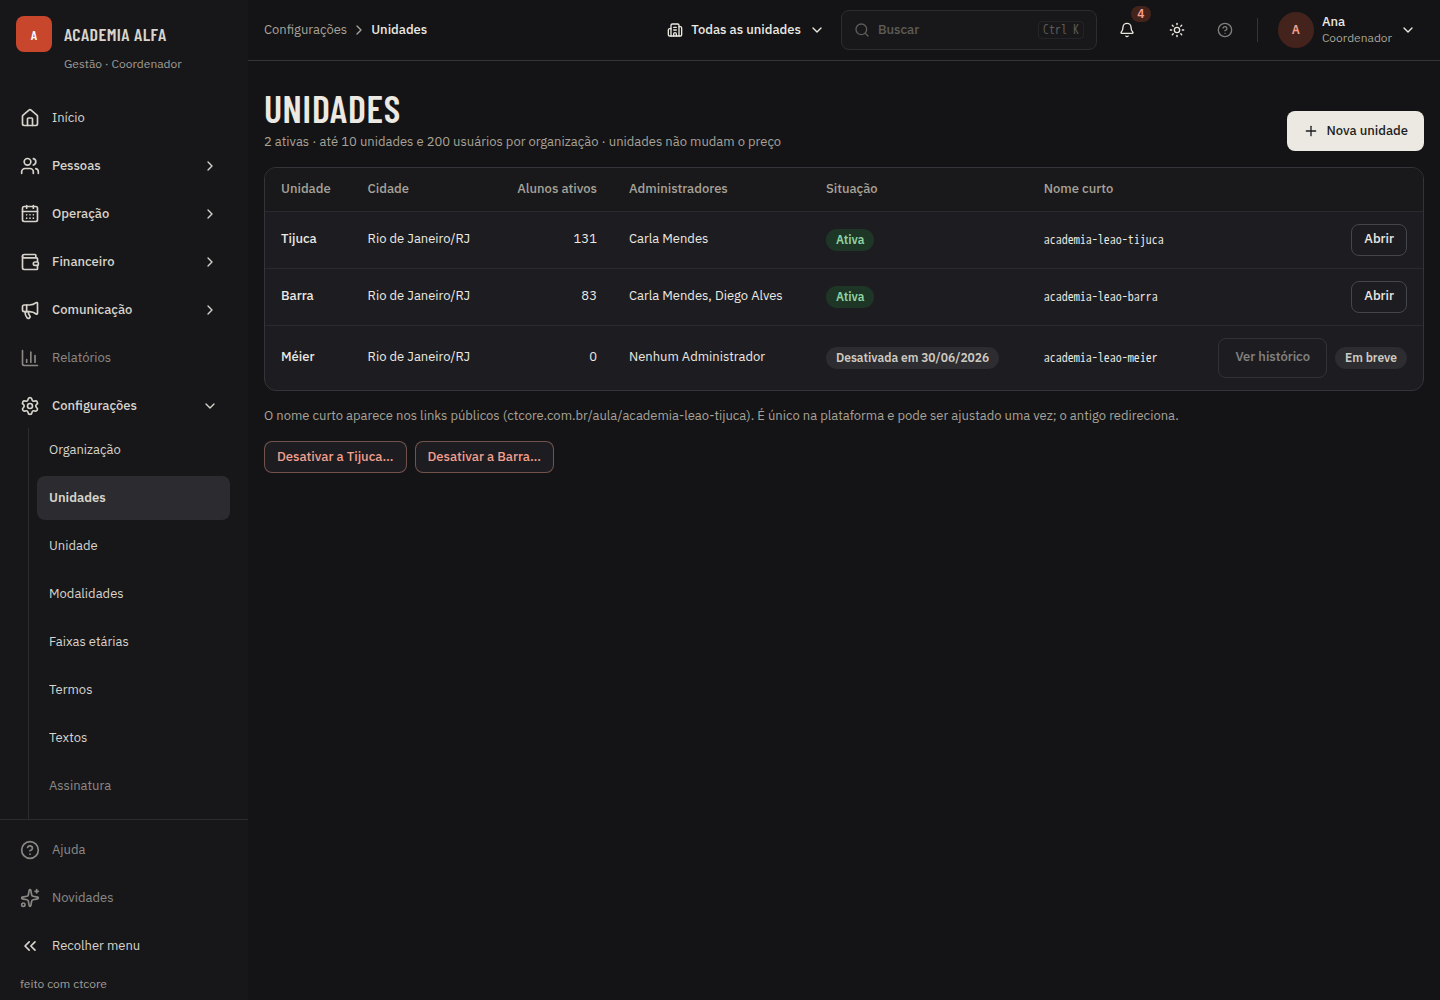 A
ACADEMIA ALFA
Gestão · Coordenador
Início
Pessoas
Operação
Financeiro
Comunicação
Relatórios
Configurações
Organização
Unidades
Unidade
Modalidades
Faixas etárias
Termos
Textos
Assinatura
Ajuda
Novidades
Recolher menu
feito com ctcore
Configurações > Unidades
Todas as unidades
Buscar
Ctrl K
4
A
Ana
Coordenador
UNIDADES
2 ativas · até 10 unidades e 200 usuários por organização · unidades não mudam o preço
+ Nova unidade
Unidade Cidade Alunos ativos Administradores Situação Nome curto
Tijuca Rio de Janeiro/RJ 131 Carla Mendes Ativa academia-leao-tijuca Abrir
Barra Rio de Janeiro/RJ 83 Carla Mendes, Diego Alves Ativa academia-leao-barra Abrir
Méier Rio de Janeiro/RJ 0 Nenhum Administrador Desativada em 30/06/2026 academia-leao-meier Ver histórico Em breve
O nome curto aparece nos links públicos (ctcore.com.br/aula/academia-leao-tijuca). É único na plataforma e pode ser ajustado uma vez; o antigo redireciona.
Desativar a Tijuca... Desativar a Barra...